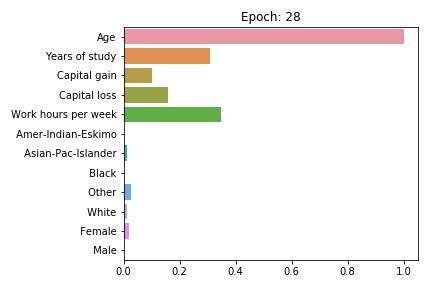 Epoch: 28
Age
Years of study
Capital gain
Capital loss
Work hours per week
Amer-Indian-Eskimo
Asian-Pac-Islander
Black
Other
White
Female
Male
0.0 0.2 0.4 0.6 0.8 1.0